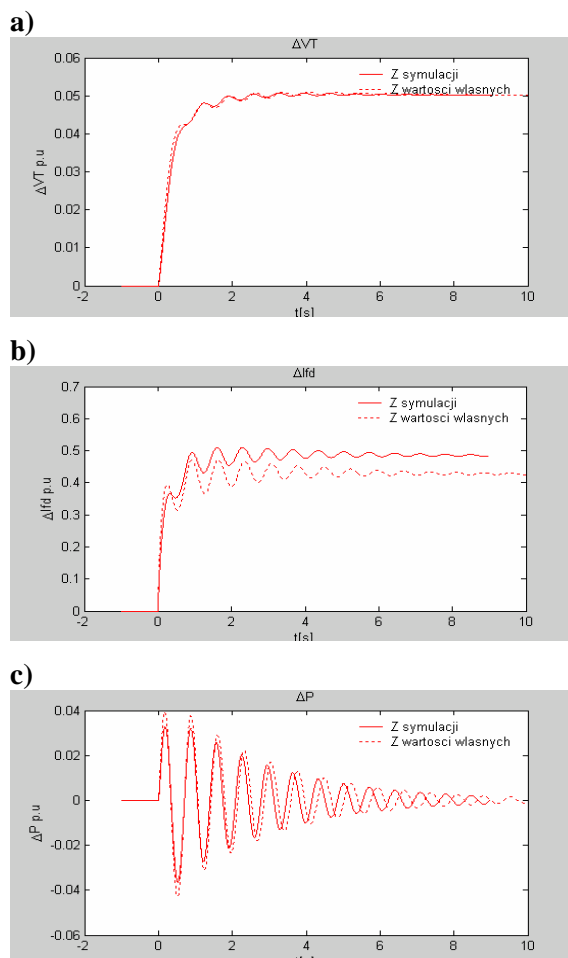 a)
ΔVT
0.06
Z symulacji
Z wartosci wlasnych
0.05
0.04
ΔVT p.u
0.03
0.02
0.01
0
-2 0 2 4 6 8 10
t[s]
b)
ΔIfd
0.7
Z symulacji
Z wartosci wlasnych
0.6
0.5
0.4
ΔIfd p.u
0.3
0.2
0.1
0
-2 0 2 4 6 8 10
t[s]
c)
ΔP
0.04
Z symulacji
Z wartosci wlasnych
0.02
0
ΔP p.u
-0.02
-0.04
-0.06
-2 0 2 4 6 8 10
t[s]